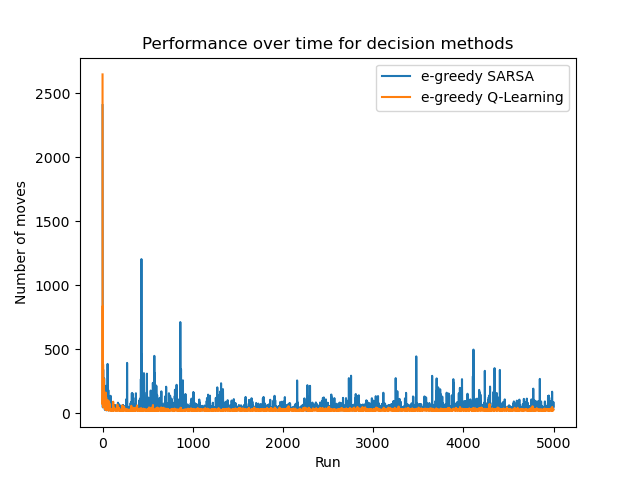 Performance over time for decision methods
e-greedy SARSA
e-greedy Q-Learning
Number of moves
2500
2000
1500
1000
500
0
0 1000 2000 3000 4000 5000
Run